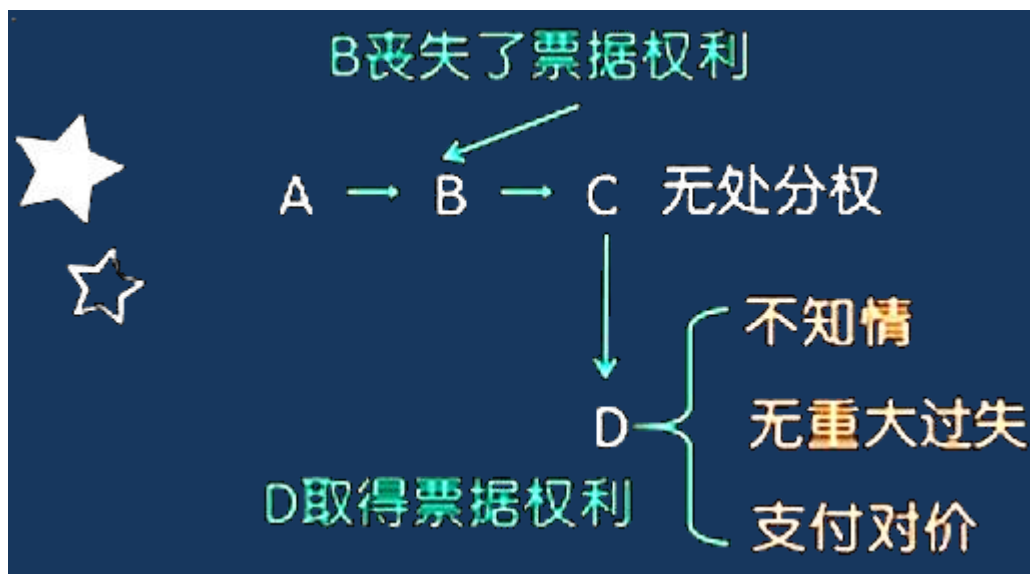 B丧失了票据权利
A → B → C 无处分权
不知情
D
无重大过失
D取得票据权利
支付对价